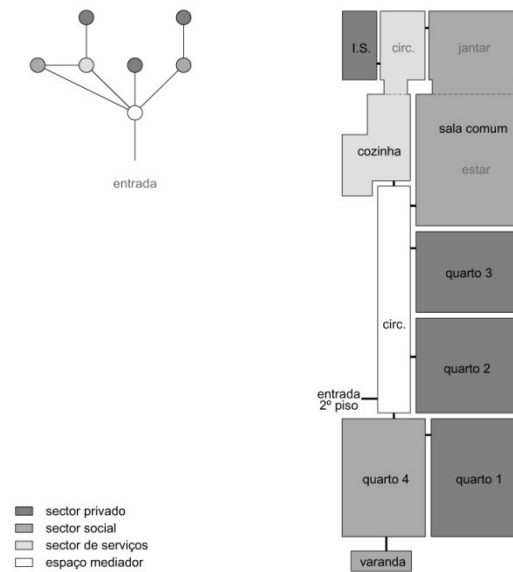 I.S.
circ.
jantar
sala comum
cozinha
estar
entrada
quarto 3
circ.
quarto 2
entrada
2º piso
quarto 4
quarto 1
varanda
sector privado
sector social
sector de serviços
espaço mediador